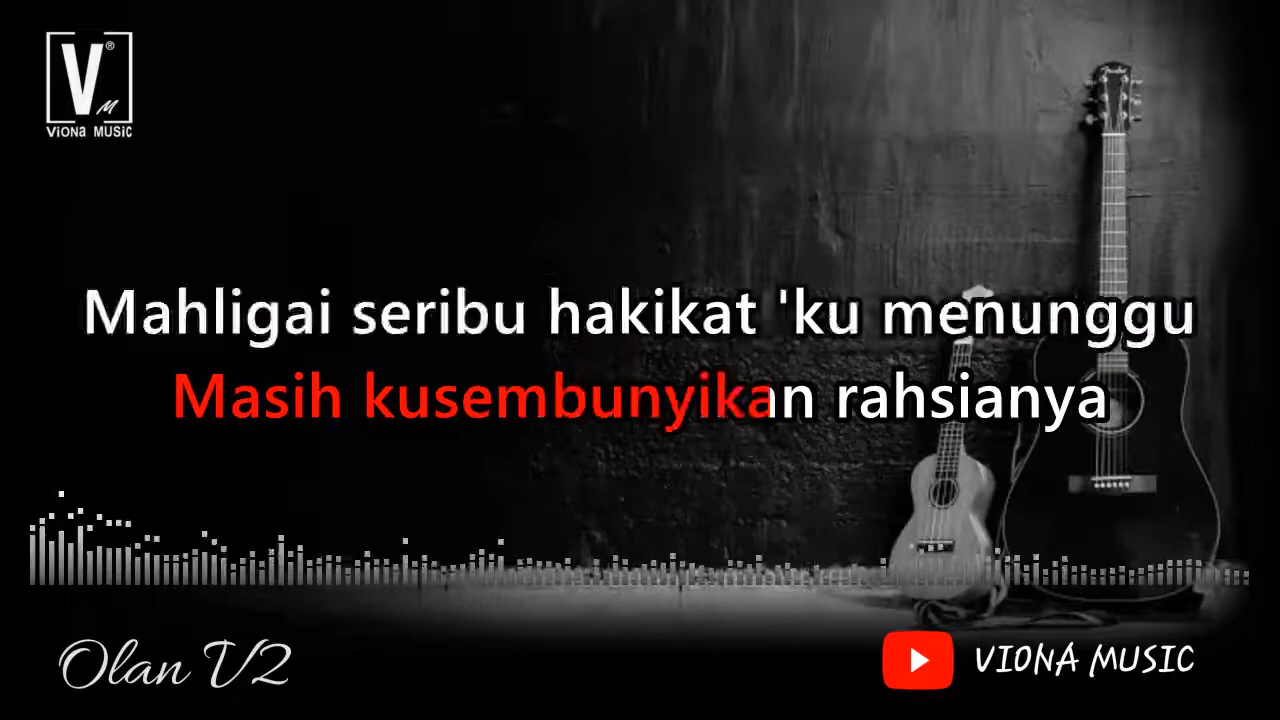 V® M
VIONA MUSIC
Mahligai seribu hakikat 'ku menunggu
Masih kusembunyikan rahsianya
Olan V2
VIONA MUSIC